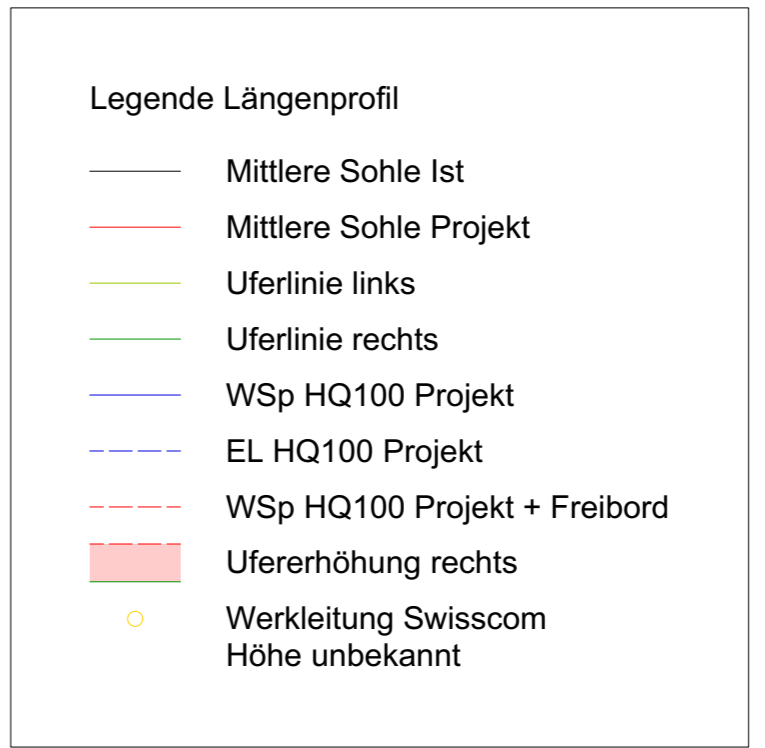 Legende Längenprofil
Mittlere Sohle Ist
Mittlere Sohle Projekt
Uferlinie links
Uferlinie rechts
WSp HQ100 Projekt
EL HQ100 Projekt
WSp HQ100 Projekt + Freibord
Ufererhöhung rechts
Werkleitung Swisscom
Höhe unbekannt